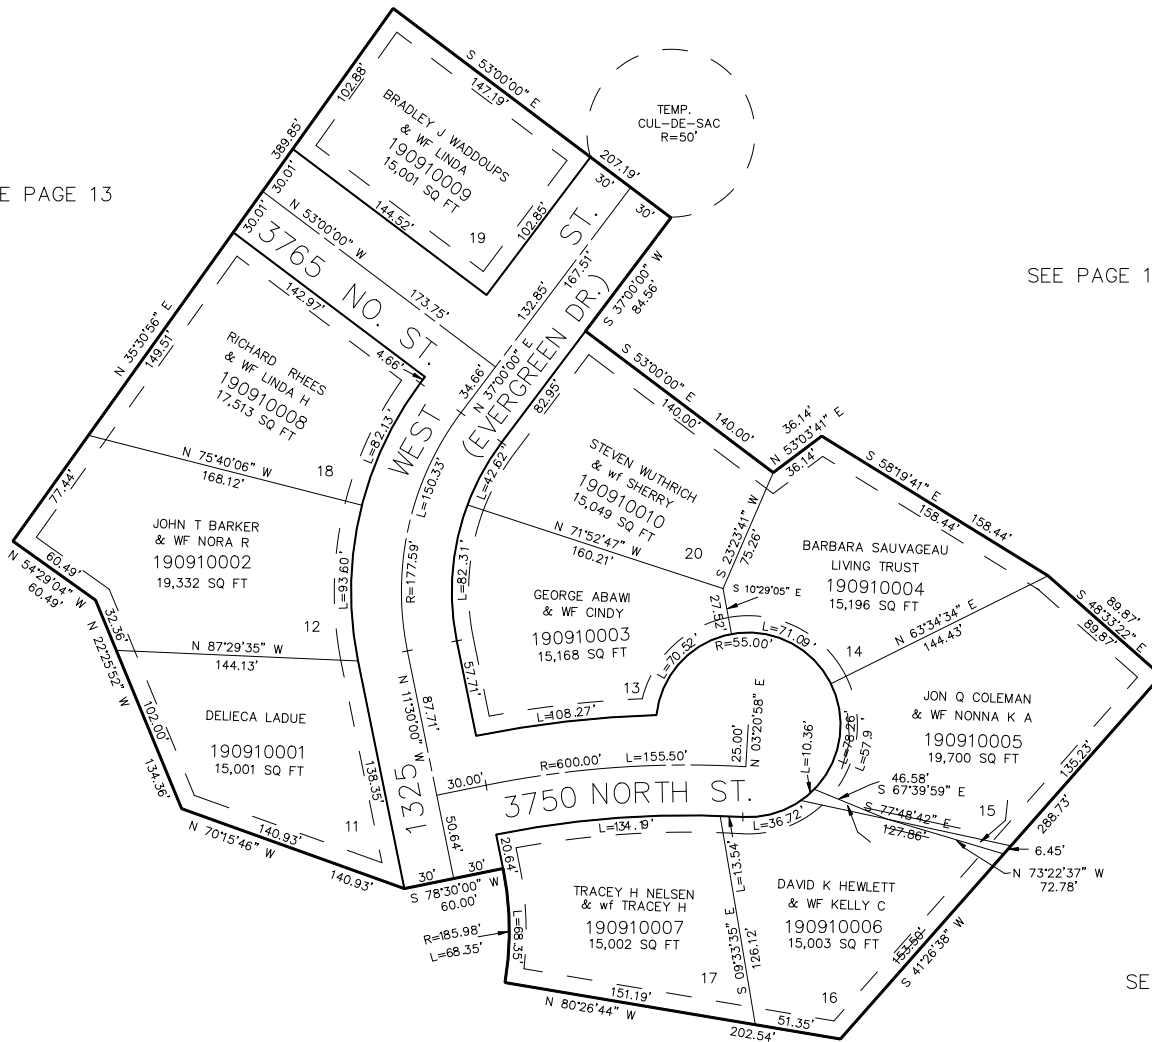 S 53°00'00" E
147.19'
102.88'
BRADLEY J WADDOUPS
& WF LINDA
190910009
15,001 SQ FT
19
144.52'
102.85'
TEMP.
CUL-DE-SAC
R=50'
207.19'
30'
30'
389.85'
30.01'
30.01'
E PAGE 13
SEE PAGE 1
N 53°00'00" W
173.75'
3765 NO. ST.
142.97'
4.66'
ST.
167.51'
132.85'
34.66'
N 37°00'00" E
(EVERGREEN DR.)
82.95'
S 37°00'00" W
84.56'
N 35°30'56" E
149.51'
RICHARD RHEES
& WF LINDA H
190910008
17,513 SQ FT
18
L=82.13'
WEST
L=42.62'
L=150.33'
S 53°00'00" E
140.00'
140.00'
36.14'
N 53°03'41" E
36.14'
STEVEN WUTHRICH
& wf SHERRY
190910010
15,049 SQ FT
20
N 71°52'47" W
160.21'
S 23°23'41" W
75.26'
S 58°19'41" E
158.44'
158.44'
77.44'
N 75°40'06" W
168.12'
JOHN T BARKER
& WF NORA R
190910002
19,332 SQ FT
12
L=93.60'
R=177.59'
L=82.31'
N 54°29'04" W
60.49'
60.49'
32.36'
N 22°25'52" W
102.00'
134.36'
N 87°29'35" W
144.13'
BARBARA SAUVAGEAU
LIVING TRUST
190910004
15,196 SQ FT
14
S 10°29'05" E
27.52'
GEORGE ABAWI
& WF CINDY
190910003
15,168 SQ FT
13
57.71'
L=108.27'
L=70.52'
L=71.09'
R=55.00'
N 63°34'34" E
144.43'
89.87'
S 48°33'22" E
89.87'
DELIECA LADUE
190910001
15,001 SQ FT
11
138.35'
N 11°30'00" W
87.71'
1325
50.64'
N 70°15'46" W
140.93'
140.93'
30'
30'
S 78°30'00" W
60.00'
JON Q COLEMAN
& WF NONNA K A
190910005
19,700 SQ FT
15
135.23'
288.73'
25.00'
N 03°20'58" E
L=10.36'
L=78.26'
L=57.9'
R=600.00'
L=155.50'
30.00'
3750 NORTH ST.
L=134.19'
L=36.72'
46.58'
S 67°39'59" E
S 77°48'42" E
127.86'
6.45'
N 73°22'37" W
72.78'
20.64'
R=185.98'
L=68.35'
L=68.35'
TRACEY H NELSEN
& wf TRACEY H
190910007
15,002 SQ FT
17
151.19'
N 80°26'44" W
202.54'
L=13.54'
S 09°33'35" E
126.12'
DAVID K HEWLETT
& WF KELLY C
190910006
15,003 SQ FT
16
51.35'
153.50'
S 41°26'38" W
SE